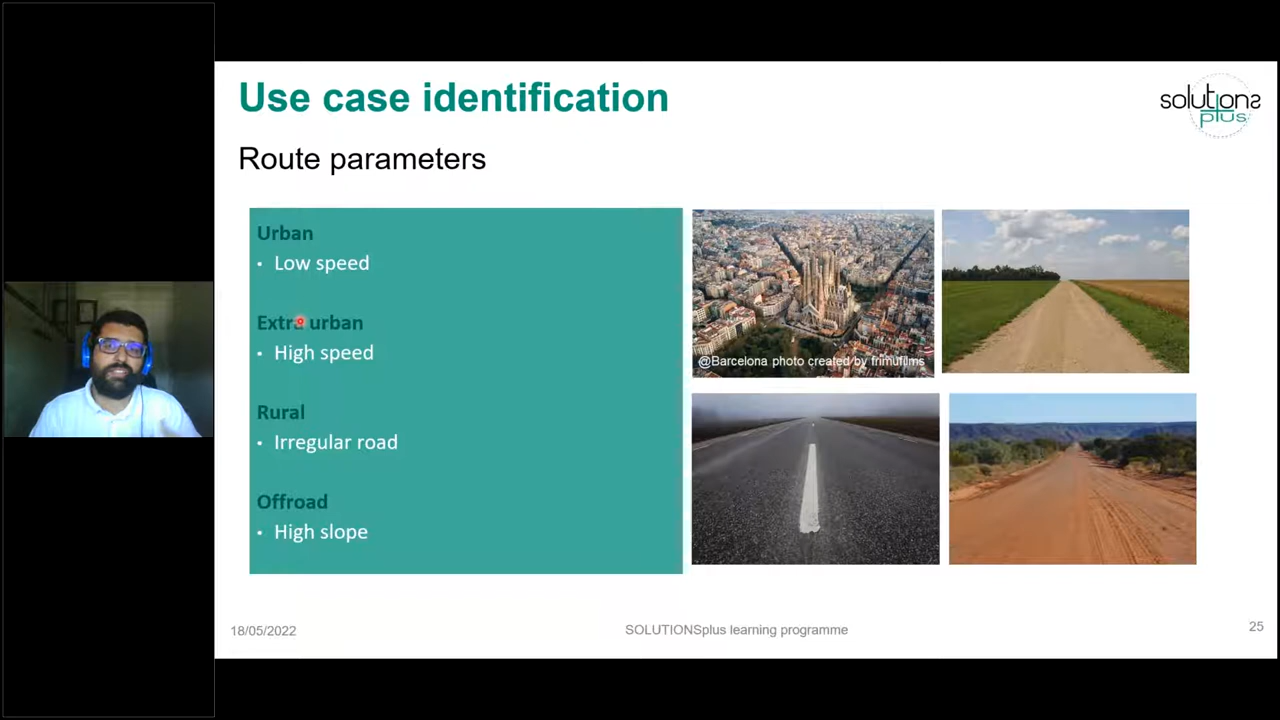 Use case identification
solutions
plus
Route parameters
Urban
• Low speed
Extra urban
• High speed
Rural
• Irregular road
Offroad
• High slope
@Barcelona photo created by frimufilms
18/05/2022
SOLUTIONSplus learning programme
25